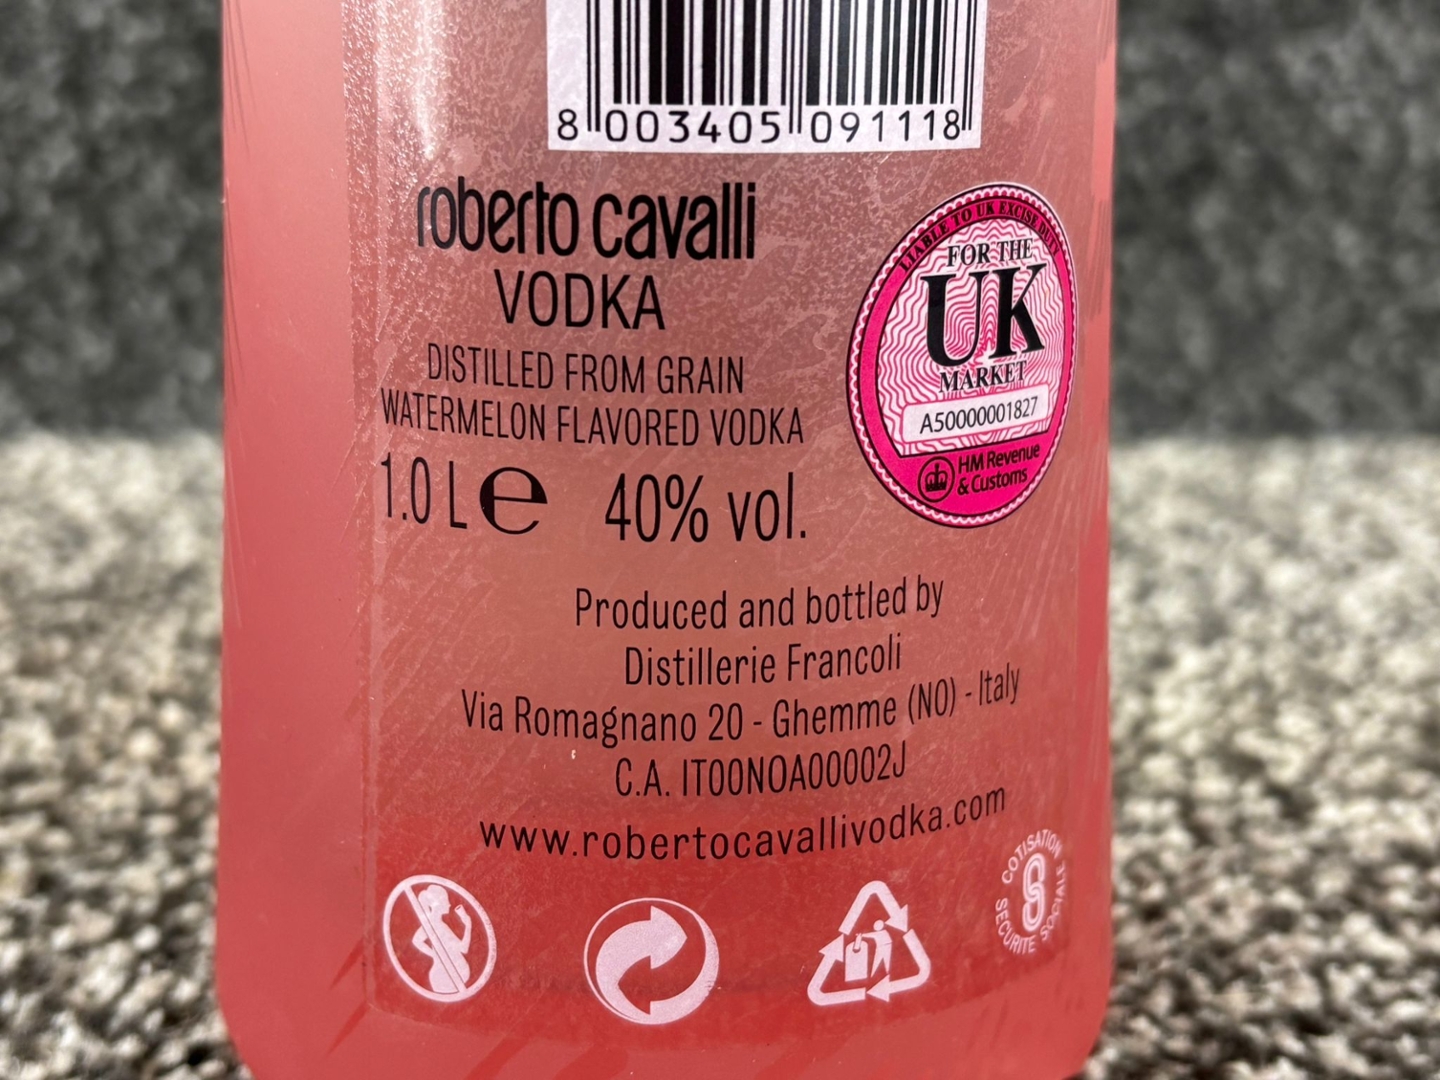 8 003405 091118
roberto cavalli
VODKA
DISTILLED FROM GRAIN
WATERMELON FLAVORED VODKA
1.0 L e 40% vol.
LIABLE TO UK EXCISE DUTY
FOR THE
UK
MARKET
A50000001827
HM Revenue
& Customs
Produced and bottled by
Distillerie Francoli
Via Romagnano 20 - Ghemme (NO) - Italy
C.A. IT00NOA00002J
www.robertocavallivodka.com
COTISATION
SECURITE SOCIALE